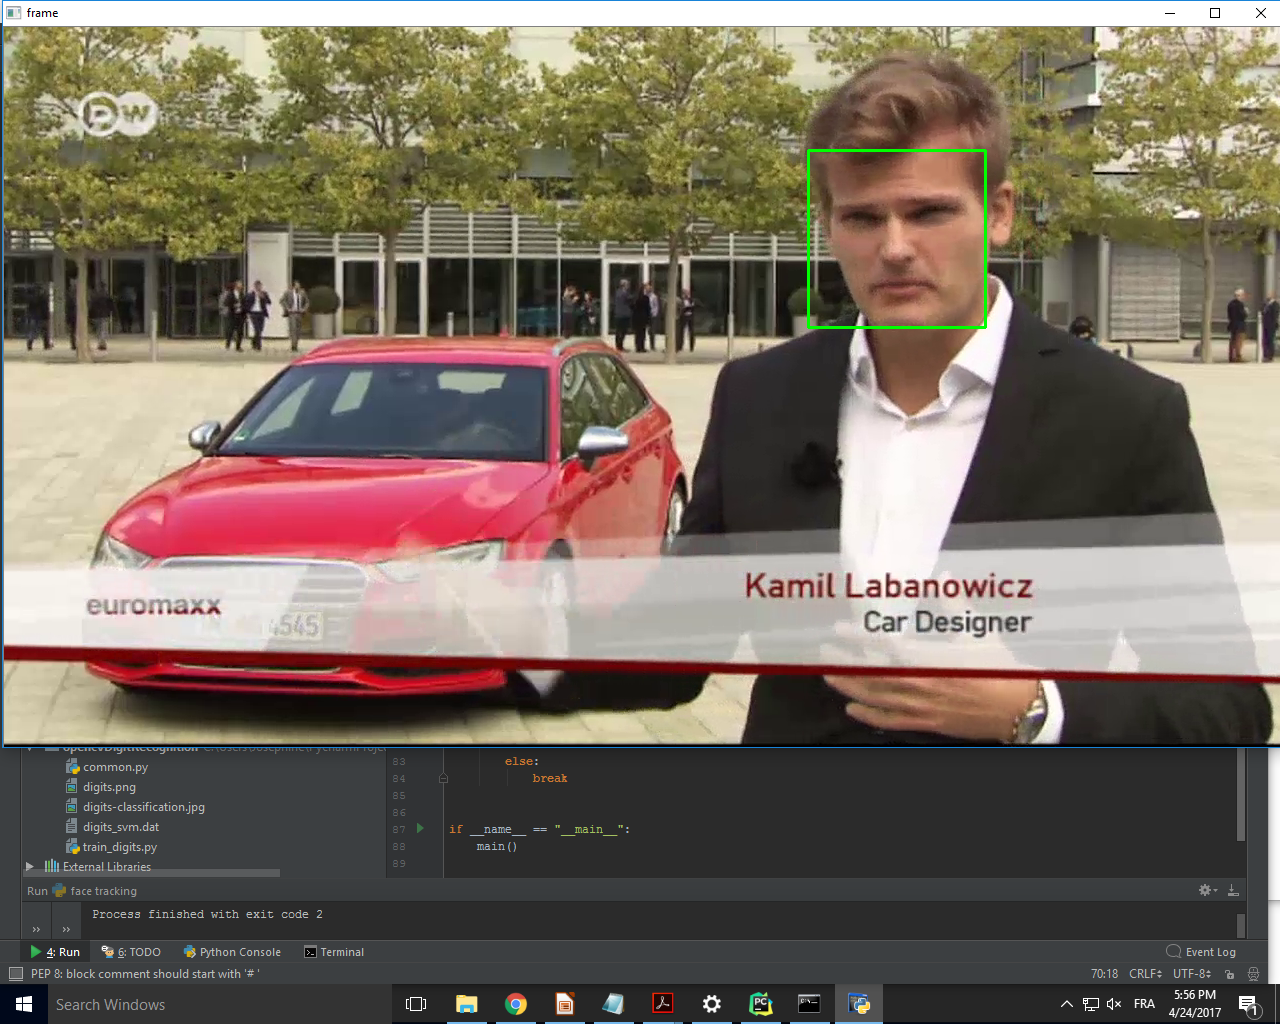 frame
DW
euromaxx
4545
Kamil Labanowicz
Car Designer
common.py
digits.png
digits-classification.jpg
digits_svm.dat
train_digits.py
External Libraries
83 else:
84 break
85
86
87 if __name__ == "__main__":
88 main()
89
Run face tracking
Process finished with exit code 2
4: Run 6: TODO Python Console Terminal Event Log
PEP 8: block comment should start with '# ' 70:18 CRLF UTF-8
Search Windows FRA 5:56 PM
4/24/2017 1